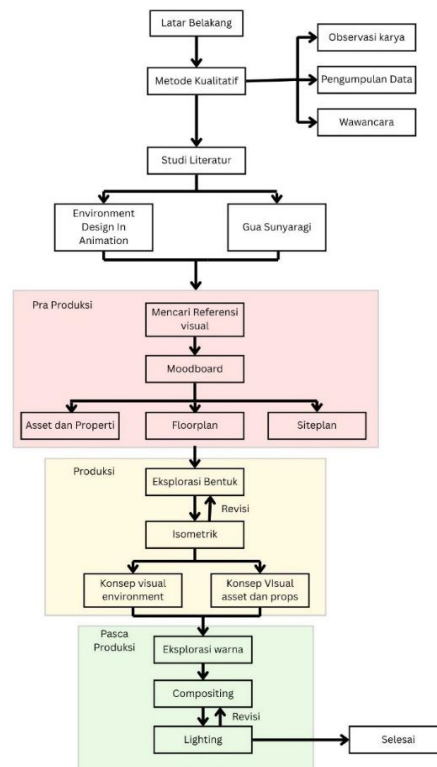 Latar Belakang
Metode Kualitatif
Observasi karya
Pengumpulan Data
Wawancara
Studi Literatur
Environment
Design In
Animation
Gua Sunyaragi
Pra Produksi
Mencari Referensi
visual
Moodboard
Asset dan Properti
Floorplan
Siteplan
Produksi
Eksplorasi Bentuk
Revisi
Isometrik
Konsep visual
environment
Konsep VIsual
asset dan props
Pasca
Produksi
Eksplorasi warna
Compositing
Revisi
Lighting
Selesai